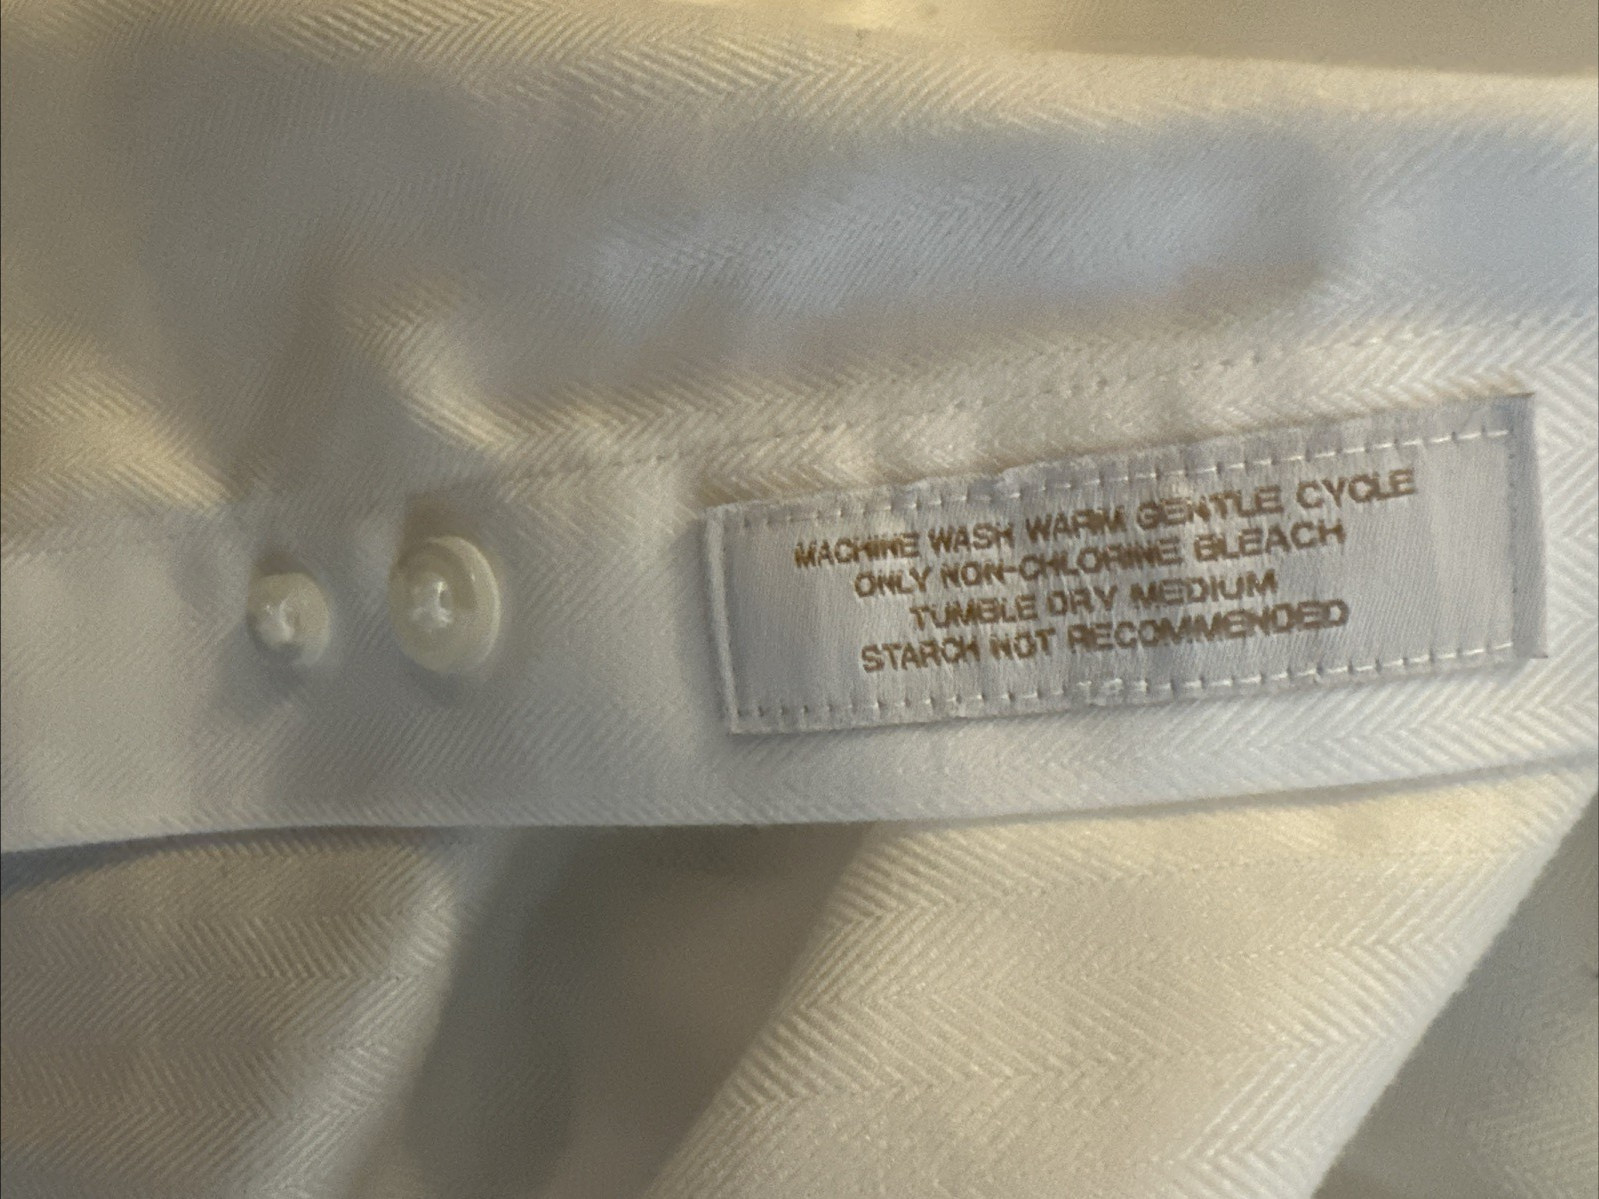 MACHINE WASH WARM GENTLE CYCLE
ONLY NON-CHLORINE BLEACH
TUMBLE DRY MEDIUM
STARCH NOT RECOMMENDED